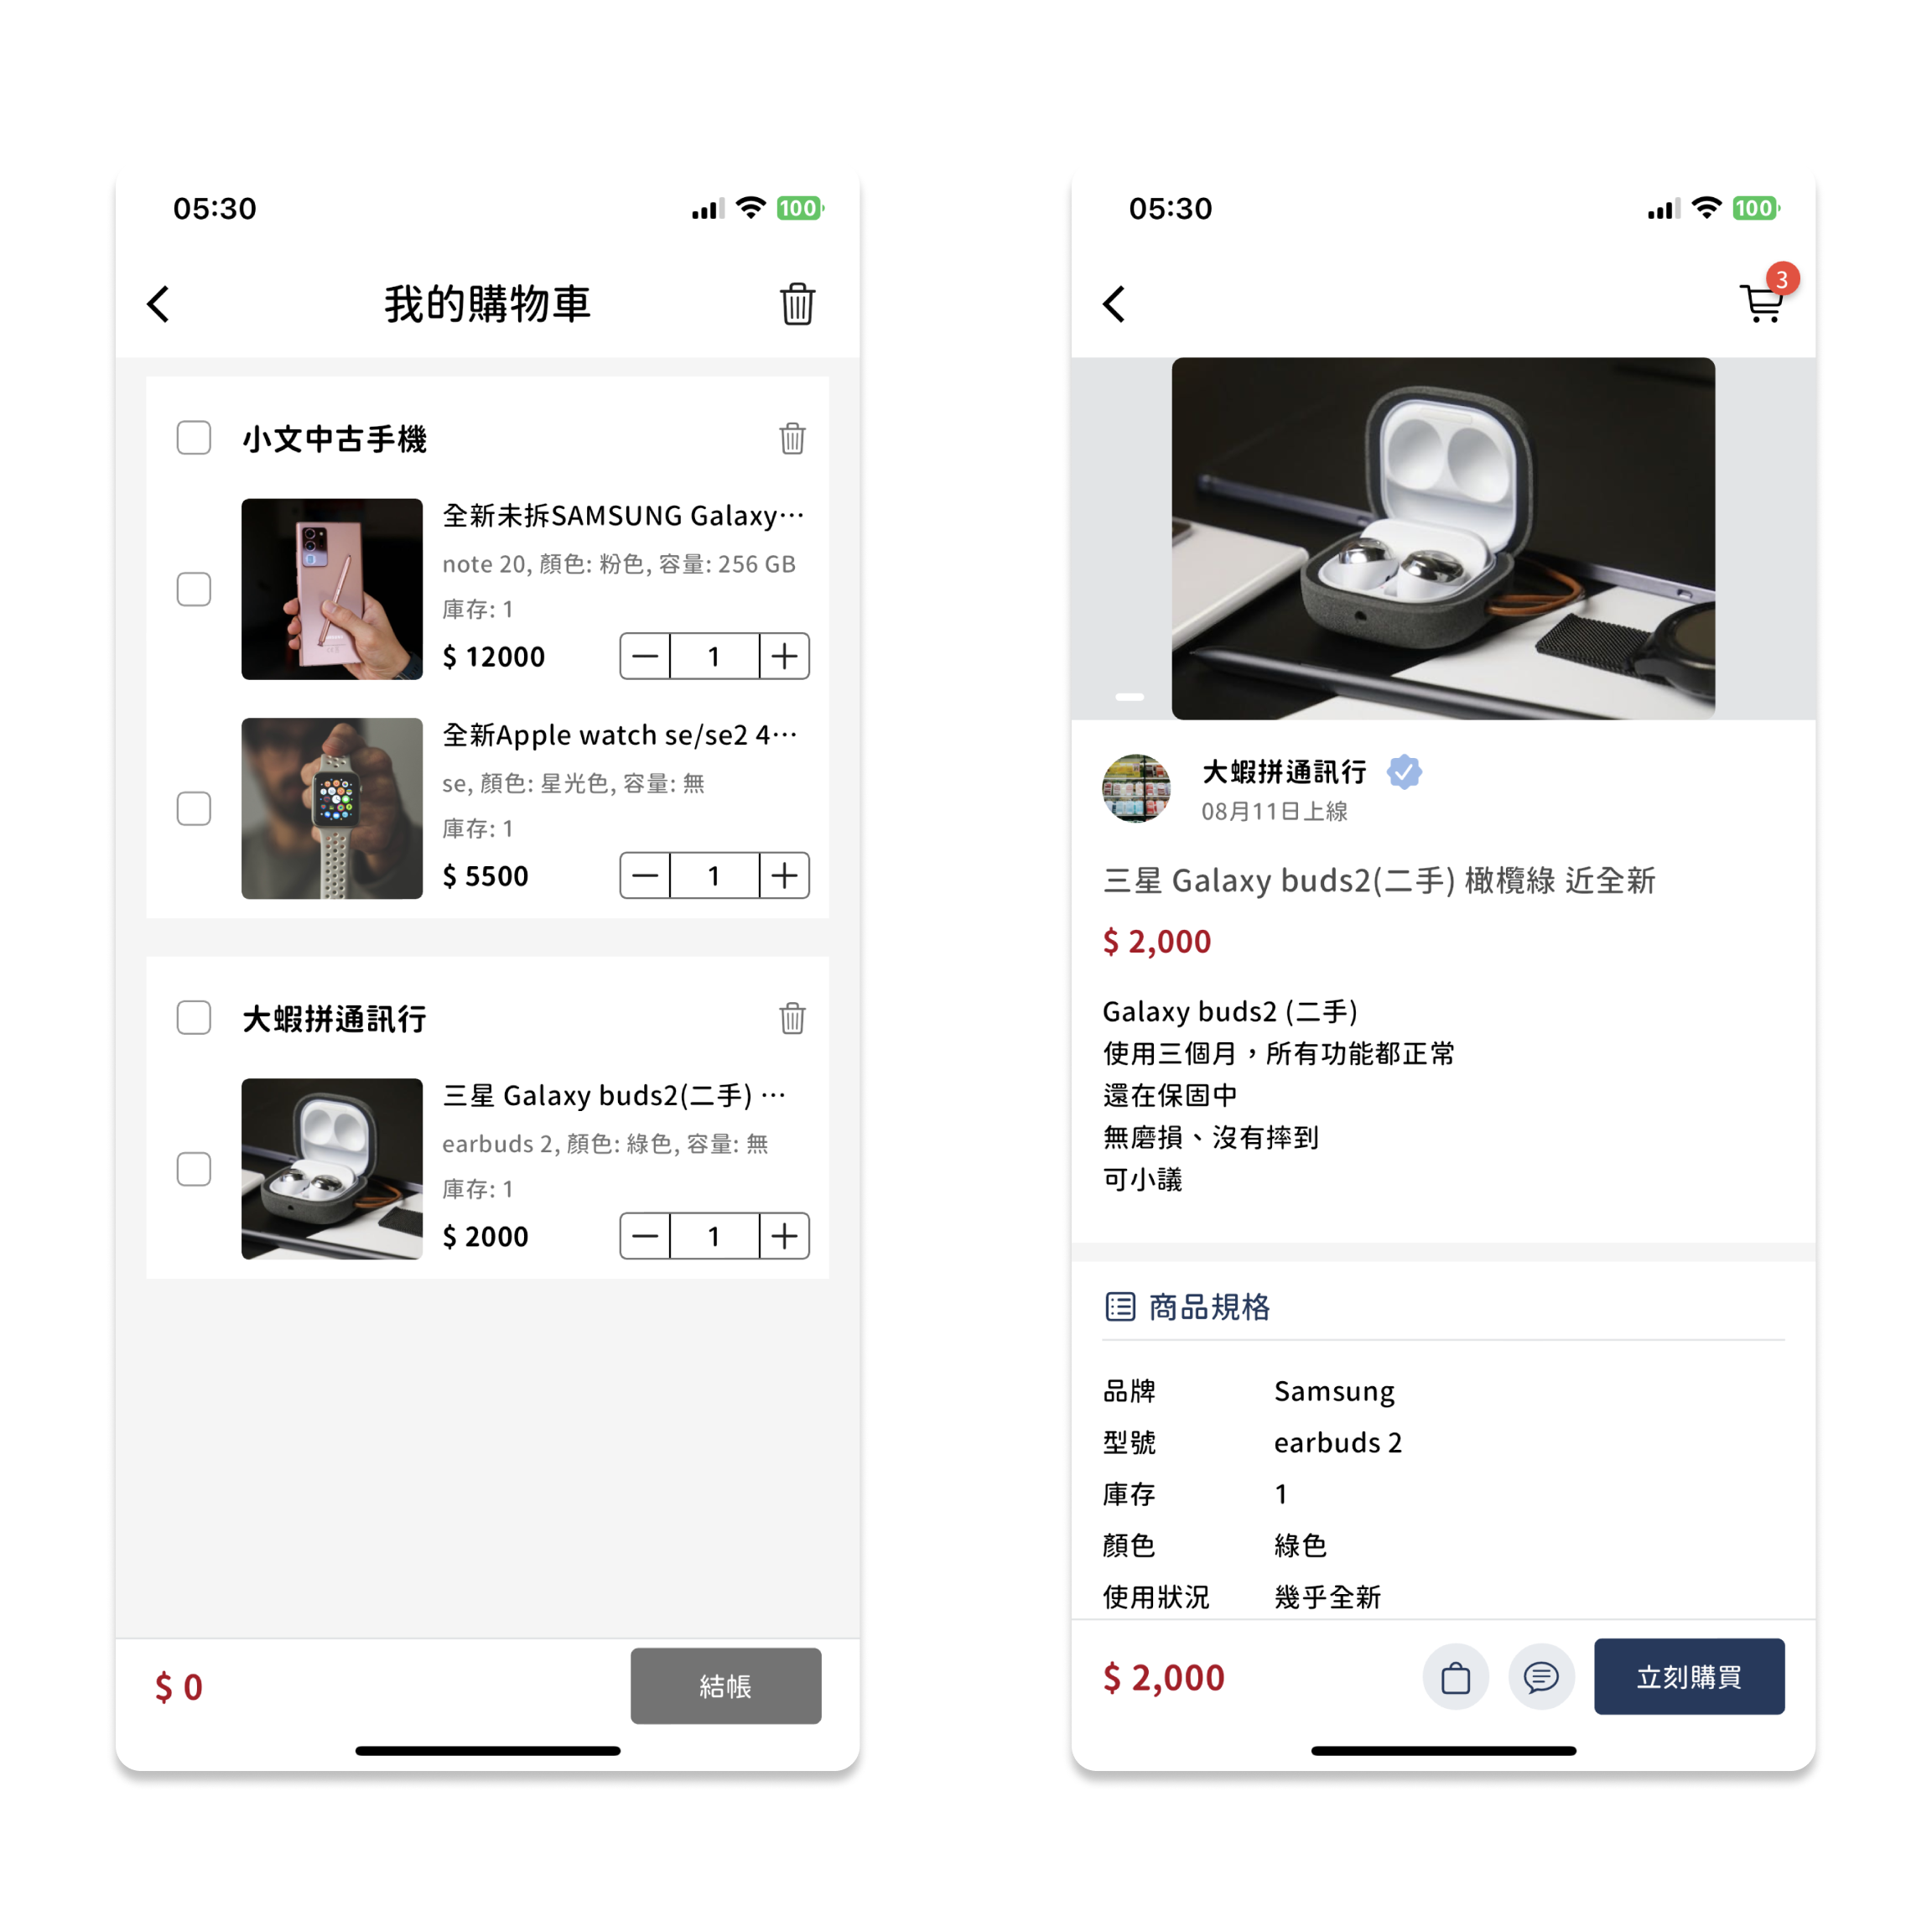 05:30
100
我的購物車
小文中古手機
全新未拆SAMSUNG Galaxy…
note 20, 顏色: 粉色, 容量: 256 GB
庫存: 1
$ 12000
1
全新Apple watch se/se2 4…
se, 顏色: 星光色, 容量: 無
庫存: 1
$ 5500
1
大蝦拼通訊行
三星 Galaxy buds2(二手) …
earbuds 2, 顏色: 綠色, 容量: 無
庫存: 1
$ 2000
1
$ 0
結帳
05:30
100
3
大蝦拼通訊行
08月11日上線
三星 Galaxy buds2(二手) 橄欖綠 近全新
$ 2,000
Galaxy buds2 (二手)
使用三個月，所有功能都正常
還在保固中
無磨損、沒有摔到
可小議
商品規格
品牌 Samsung
型號 earbuds 2
庫存 1
顏色 綠色
使用狀況 幾乎全新
$ 2,000
立刻購買